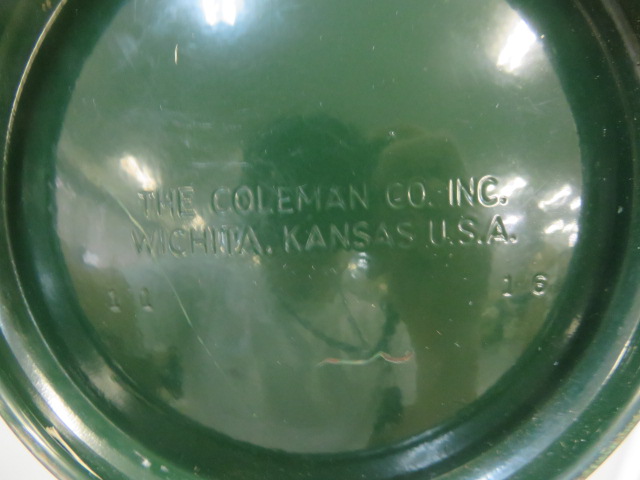 THE COLEMAN CO. INC.
WICHITA, KANSAS U.S.A.
11 16